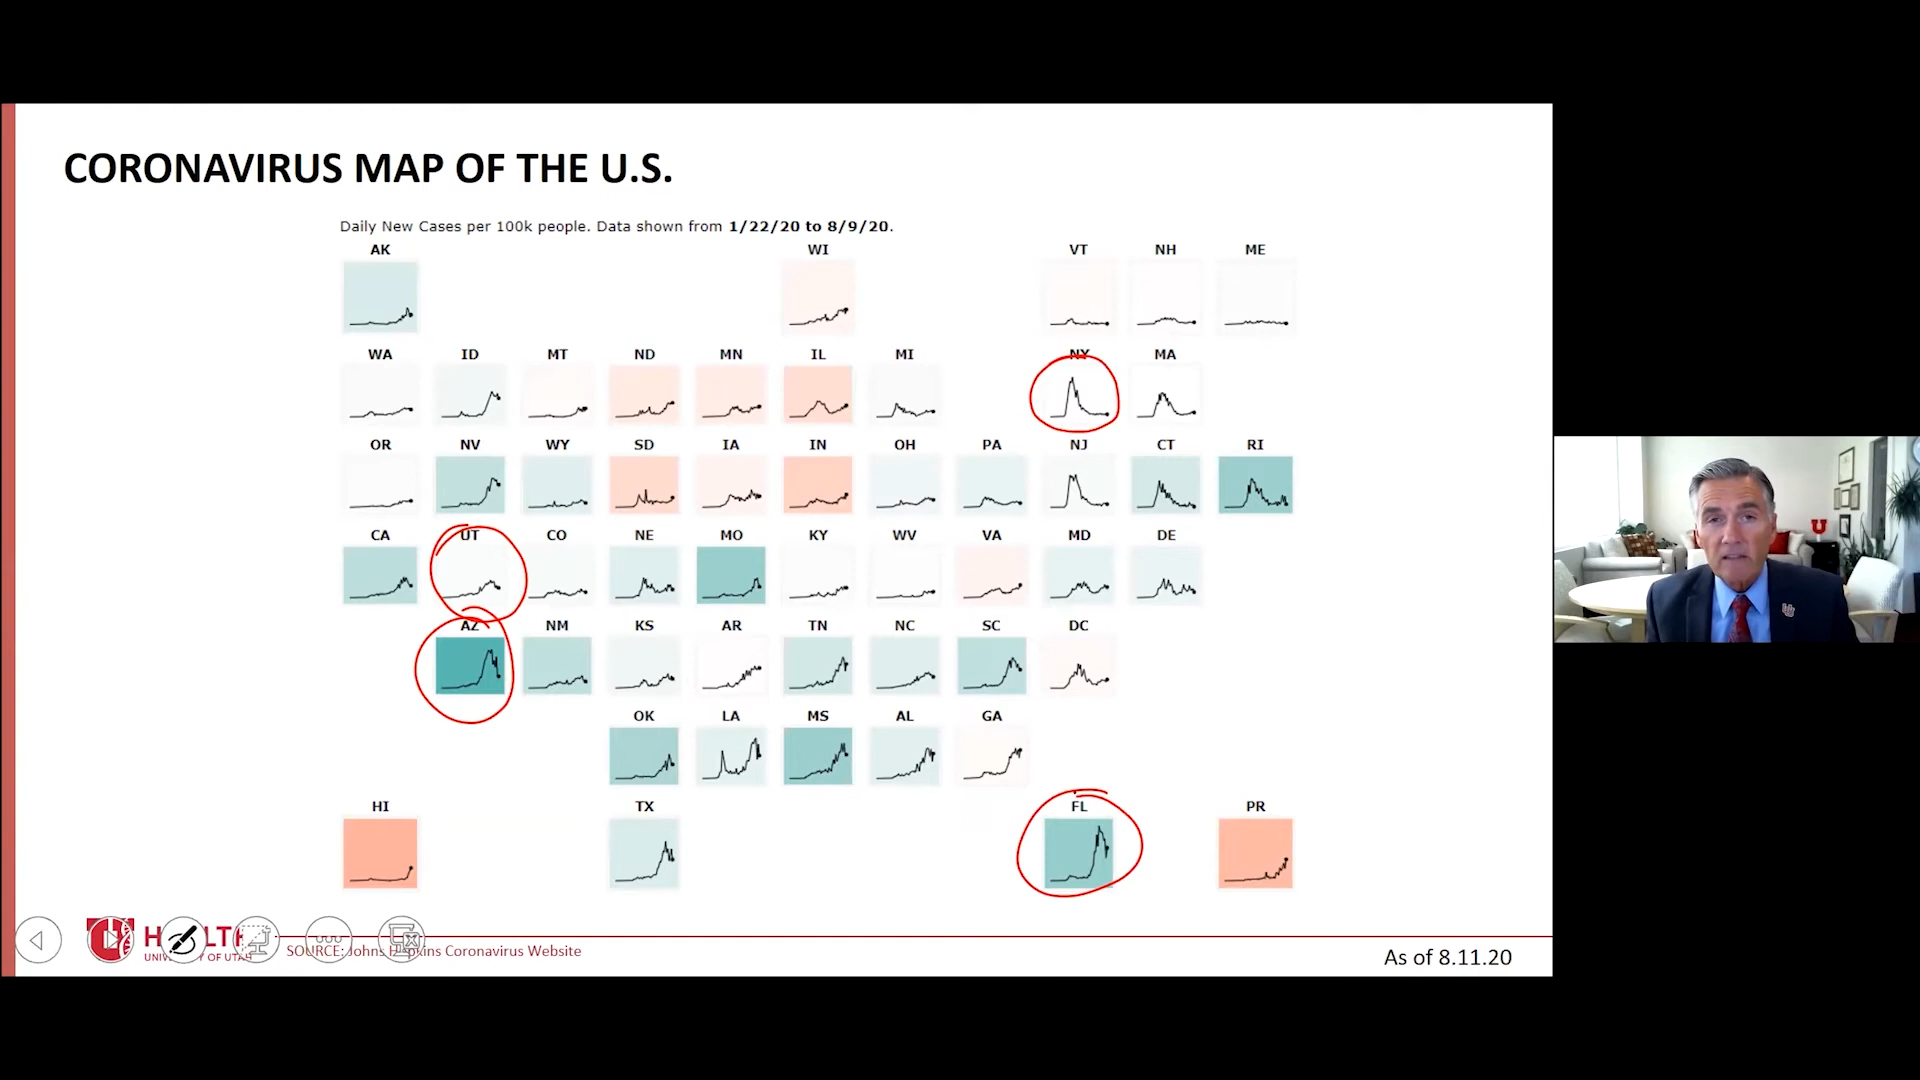 CORONAVIRUS MAP OF THE U.S.
Daily New Cases per 100k people. Data shown from 1/22/20 to 8/9/20.
AK WI VT NH ME
WA ID MT ND MN IL MI NY MA
OR NV WY SD IA IN OH PA NJ CT RI
CA UT CO NE MO KY WV VA MD DE
AZ NM KS AR TN NC SC DC
OK LA MS AL GA
HI TX FL PR
SOURCE: Johns Hopkins Coronavirus Website
As of 8.11.20